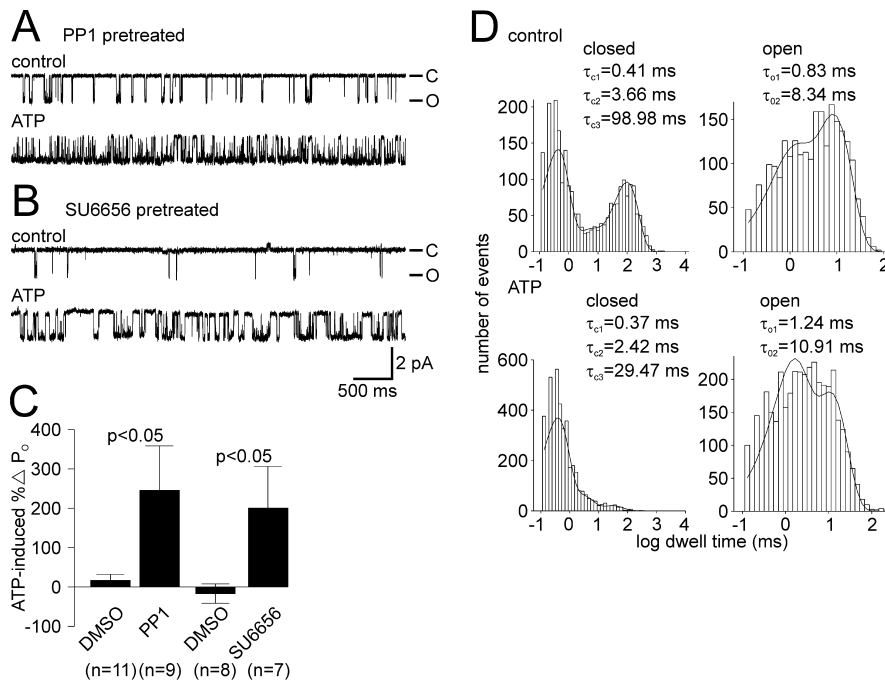 A
PP1 pretreated
control
C
O
ATP
B
SU6656 pretreated
control
C
O
ATP
2 pA
500 ms
C
ATP-induced %△ Po
400
300
200
100
0
-100
p<0.05
p<0.05
DMSO
PP1
DMSO
SU6656
(n=11)(n=9) (n=8) (n=7)
D
control
closed
τc1=0.41 ms
τc2=3.66 ms
τc3=98.98 ms
open
τo1=0.83 ms
τ02=8.34 ms
200
150
100
50
0
-1 0 1 2 3 4
150
100
50
0
-1 0 1 2
number of events
ATP
closed
τc1=0.37 ms
τc2=2.42 ms
τc3=29.47 ms
open
τo1=1.24 ms
τ02=10.91 ms
600
400
200
0
-1 0 1 2 3 4
200
150
100
50
0
-1 0 1 2
log dwell time (ms)